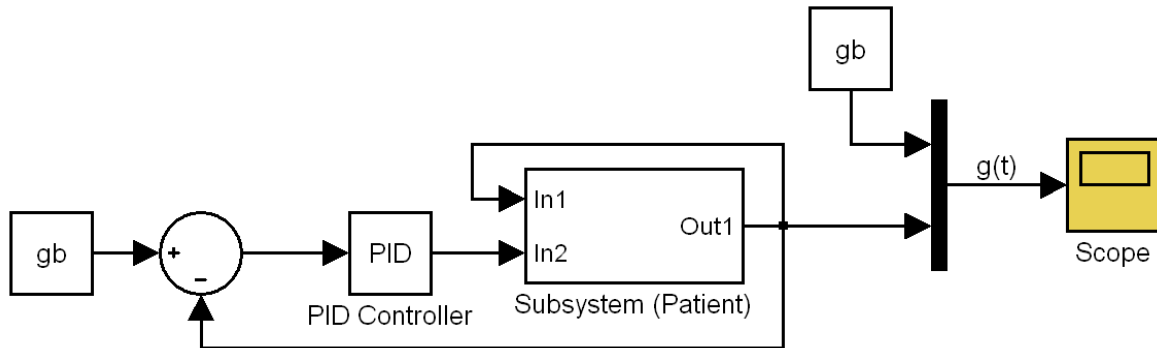 gb
g(t)
In1
Out1
gb
+
−
PID
In2
Scope
PID Controller
Subsystem (Patient)